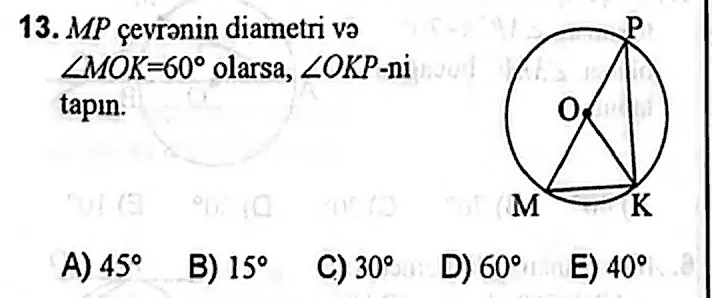 13. MP çevrənin diametri və
∠MOK=60° olarsa, ∠OKP-ni
tapın.
P
O
M K
A) 45° B) 15° C) 30° D) 60° E) 40°